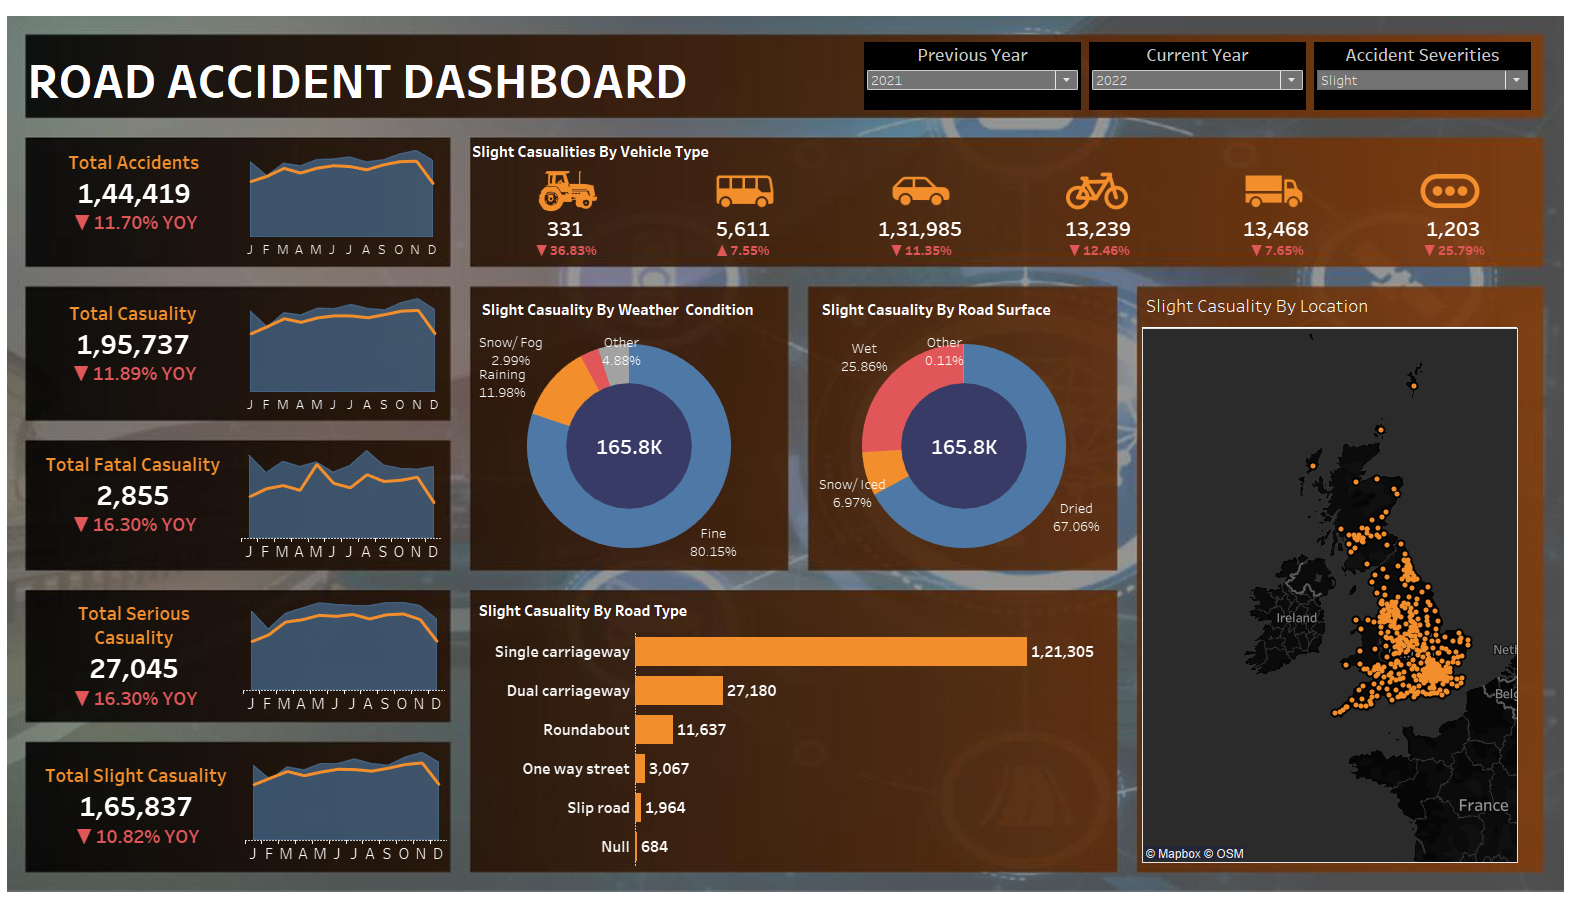 ROAD ACCIDENT DASHBOARD
Previous Year
2021
Current Year
2022
Accident Severities
Slight
Total Accidents
1,44,419
▼ 11.70% YOY
J F M A M J J A S O N D
Total Casuality
1,95,737
▼ 11.89% YOY
J F M A M J J A S O N D
Total Fatal Casuality
2,855
▼ 16.30% YOY
J F M A M J J A S O N D
Total Serious
Casuality
27,045
▼ 16.30% YOY
J F M A M J J A S O N D
Total Slight Casuality
1,65,837
▼ 10.82% YOY
J F M A M J J A S O N D
Slight Casualities By Vehicle Type
331
▼ 36.83%
5,611
▲ 7.55%
1,31,985
▼ 11.35%
13,239
▼ 12.46%
13,468
▼ 7.65%
1,203
▼ 25.79%
Slight Casuality By Weather Condition
Snow/ Fog
2.99%
Raining
11.98%
Other
4.88%
165.8K
Fine
80.15%
Slight Casuality By Road Surface
Wet
25.86%
Other
0.11%
165.8K
Snow/ Iced
6.97%
Dried
67.06%
Slight Casuality By Road Type
Single carriageway 1,21,305
Dual carriageway 27,180
Roundabout 11,637
One way street 3,067
Slip road 1,964
Null 684
Slight Casuality By Location
Ireland
Neth
Belg
France
© Mapbox © OSM